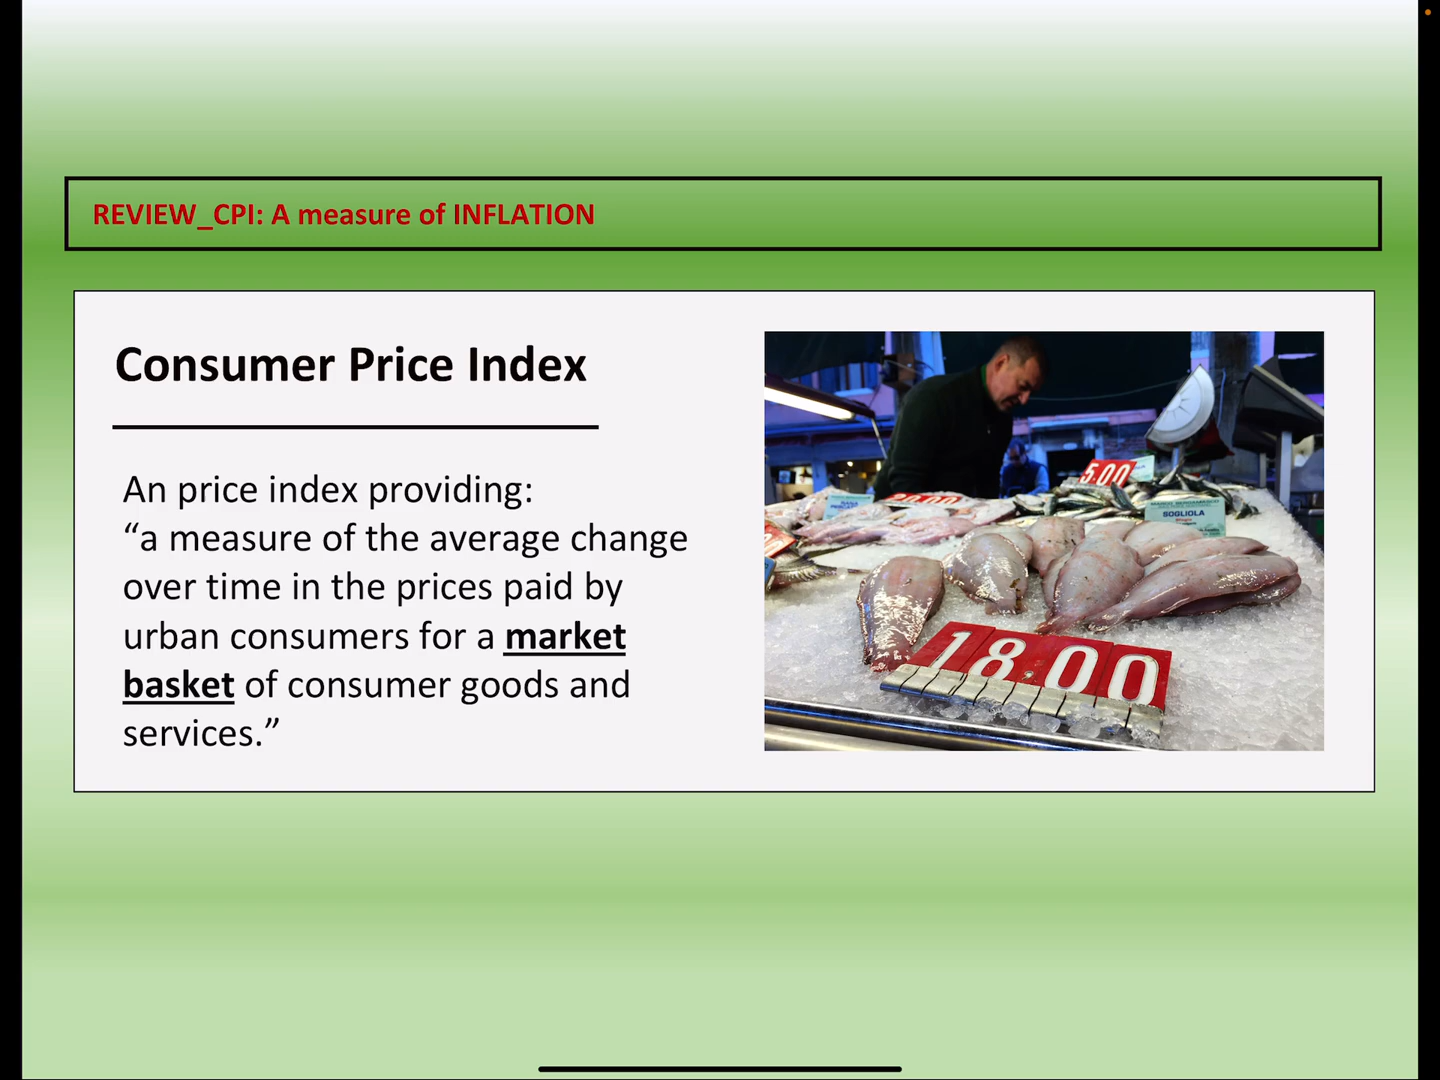 REVIEW_CPI: A measure of INFLATION
Consumer Price Index
An price index providing:
“a measure of the average change
over time in the prices paid by
urban consumers for a market
basket of consumer goods and
services.”
5.00
20.00
SOGLIOLA
18.00